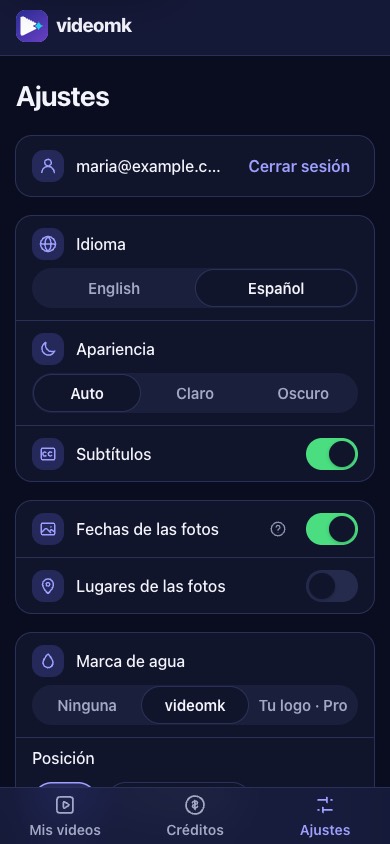 videomk
Ajustes
maria@example.c... Cerrar sesión
Idioma
English Español
Apariencia
Auto Claro Oscuro
CC Subtítulos
Fechas de las fotos ?
Lugares de las fotos
Marca de agua
Ninguna videomk Tu logo · Pro
Posición
Mis videos Créditos Ajustes